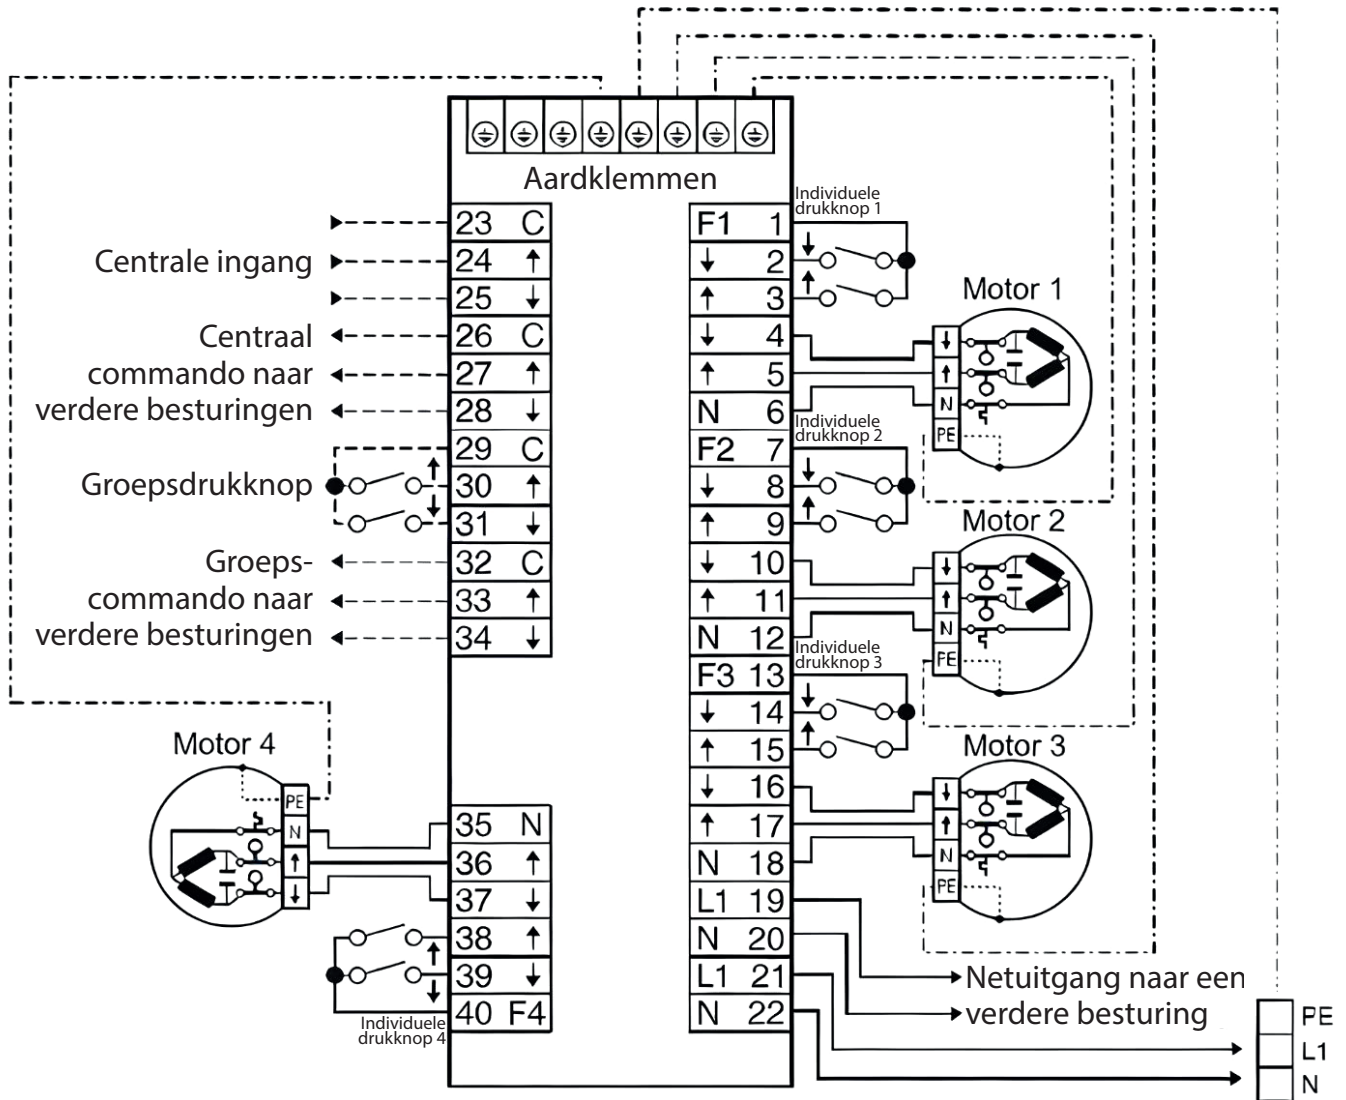 Aardklemmen
Centrale ingang
Centraal
commando naar
verdere besturingen
Groepsdrukknop
Groeps-
commando naar
verdere besturingen
23 C
24 ↑
25 ↓
26 C
27 ↑
28 ↓
29 C
30 ↑
31 ↓
32 C
33 ↑
34 ↓
Motor 4
PE
N
↑
↓
35 N
36 ↑
37 ↓
38 ↑
39 ↓
40 F4
Individuele
drukknop 4
F1 1
↓ 2
↑ 3
↓ 4
↑ 5
N 6
F2 7
↓ 8
↑ 9
↓ 10
↑ 11
N 12
F3 13
↓ 14
↑ 15
↓ 16
↑ 17
N 18
L1 19
N 20
L1 21
N 22
Individuele
drukknop 1
Motor 1
↓
↑
N
PE
Individuele
drukknop 2
Motor 2
↓
↑
N
PE
Individuele
drukknop 3
Motor 3
↓
↑
N
PE
Netuitgang naar een
verdere besturing
PE
L1
N